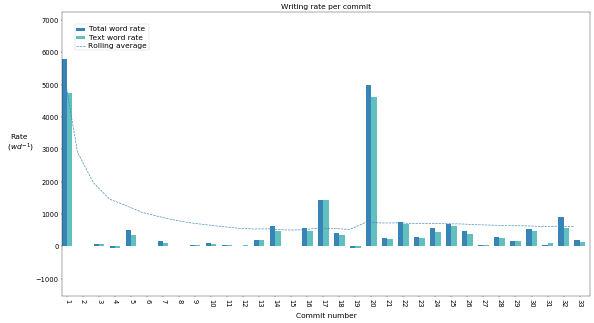 Writing rate per commit
7000
6000
5000
4000
3000
2000
1000
0
−1000
Rate
(wd⁻¹)
Total word rate
Text word rate
Rolling average
1 2 3 4 5 6 7 8 9 10 11 12 13 14 15 16 17 18 19 20 21 22 23 24 25 26 27 28 29 30 31 32 33
Commit number